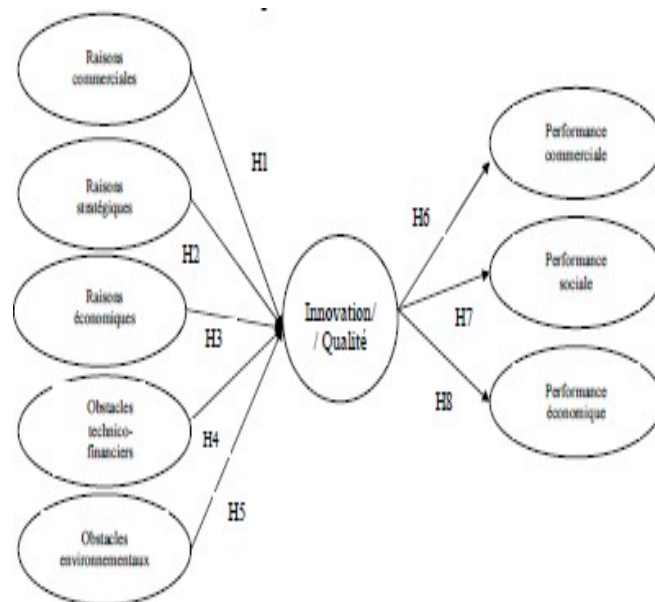 Raisons
commerciales
H1
Raisons
stratégiques
H2
Raisons
économiques
H3
Obstacles
technico-
financiers
H4
Obstacles
environnementaux
H5
Innovation/
/ Qualité
H6
Performance
commerciale
H7
Performance
sociale
H8
Performance
économique